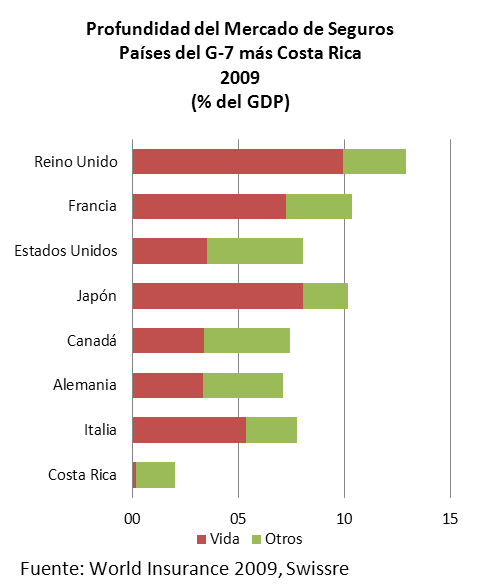 Profundidad del Mercado de Seguros
Países del G-7 más Costa Rica
2009
(% del GDP)
Reino Unido
Francia
Estados Unidos
Japón
Canadá
Alemania
Italia
Costa Rica
00 05 10 15
Vida Otros
Fuente: World Insurance 2009, Swissre